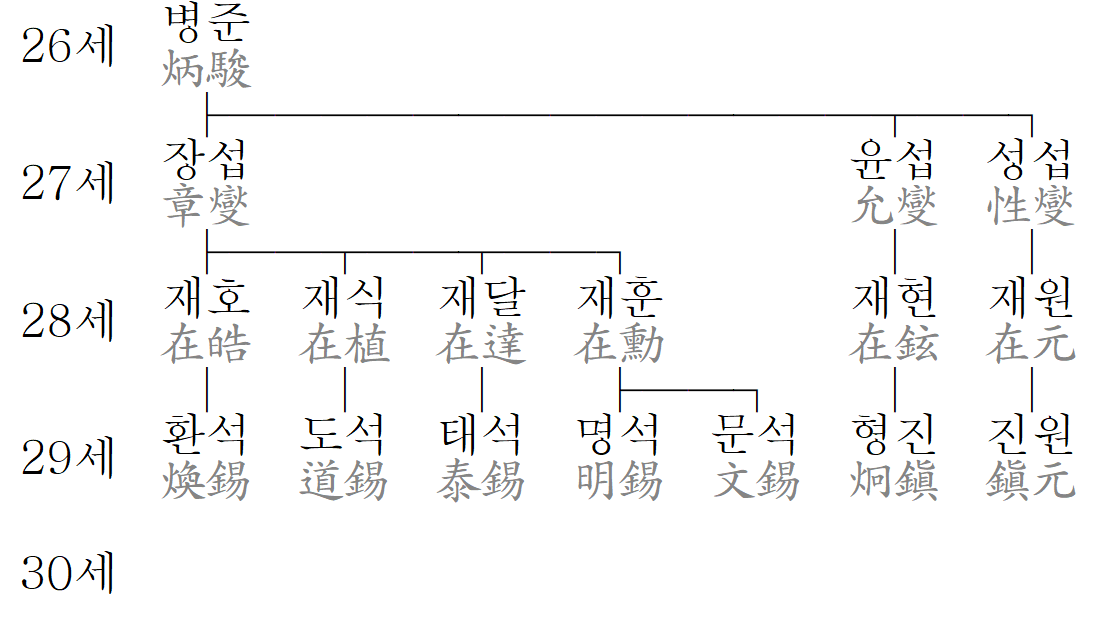 26세 병준
炳駿
27세 장섭 윤섭 성섭
章燮 允燮 性燮
28세 재호 재식 재달 재훈 재현 재원
在皓 在植 在達 在勳 在鉉 在元
29세 환석 도석 태석 명석 문석 형진 진원
煥錫 道錫 泰錫 明錫 文錫 炯鎭 鎭元
30세